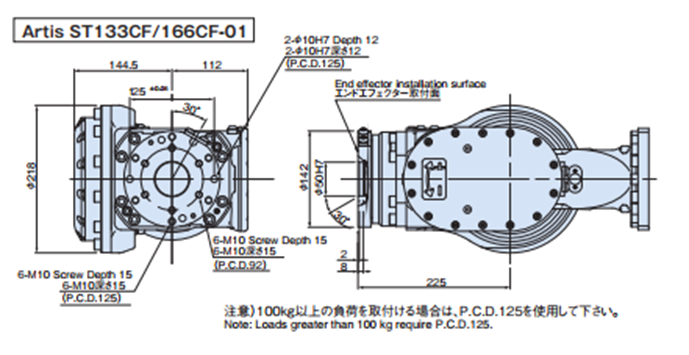 Artis ST133CF/166CF-01
2-Φ10H7 Depth 12
2-Φ10H7深さ12
(P.C.D.125)
144.5
112
125 ±0.05
30°
End effector installation surface
エンドエフェクター取付面
Φ218
Φ142
Φ50H7
30°
6-M10 Screw Depth 15
6-M10深さ15
(P.C.D.92)
6-M10 Screw Depth 15
6-M10深さ15
(P.C.D.125)
2
8
225
注意)100kg以上の負荷を取付ける場合は、P.C.D.125を使用して下さい。
Note: Loads greater than 100 kg require P.C.D.125.